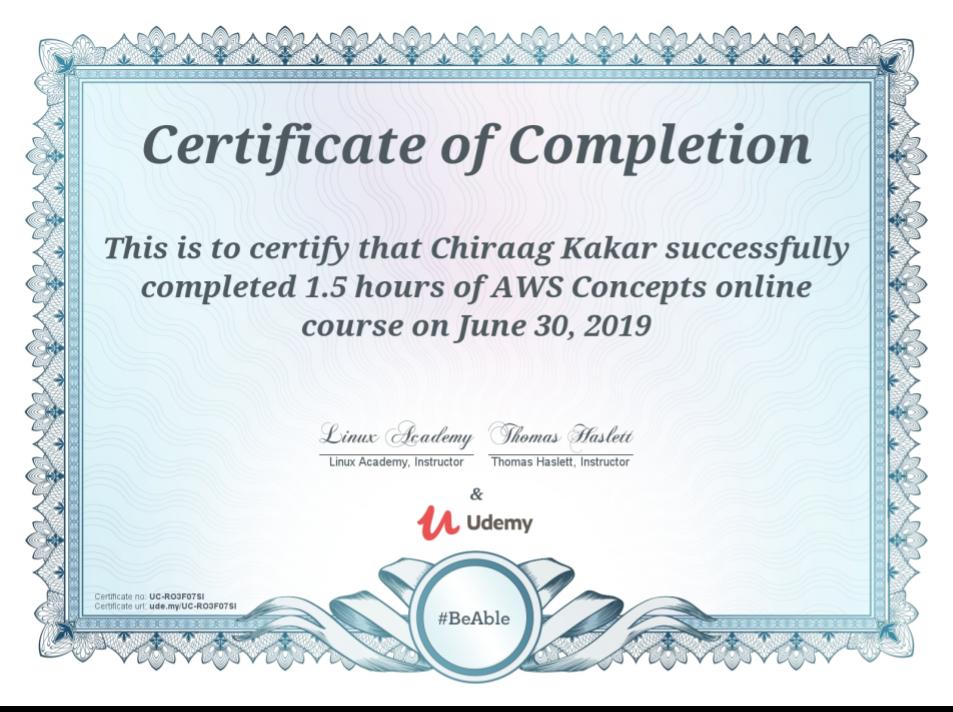 Certificate of Completion
This is to certify that Chiraag Kakar successfully
completed 1.5 hours of AWS Concepts online
course on June 30, 2019
Linux Academy Thomas Haslett
Linux Academy, Instructor Thomas Haslett, Instructor
&
Udemy
Certificate no: UC-RO3F07SI
Certificate url: ude.my/UC-RO3F07SI
#BeAble